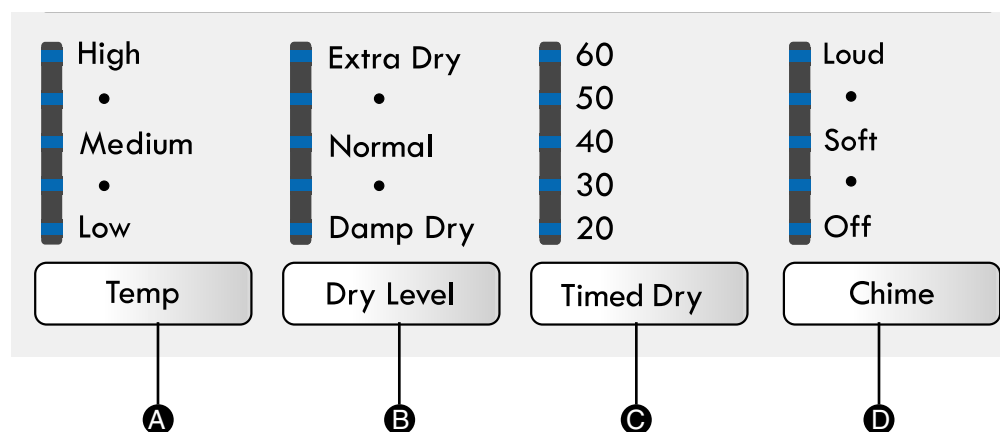 High
•
Medium
•
Low
Temp
Extra Dry
•
Normal
•
Damp Dry
Dry Level
60
50
40
30
20
Timed Dry
Loud
•
Soft
•
Off
Chime
A
B
C
D